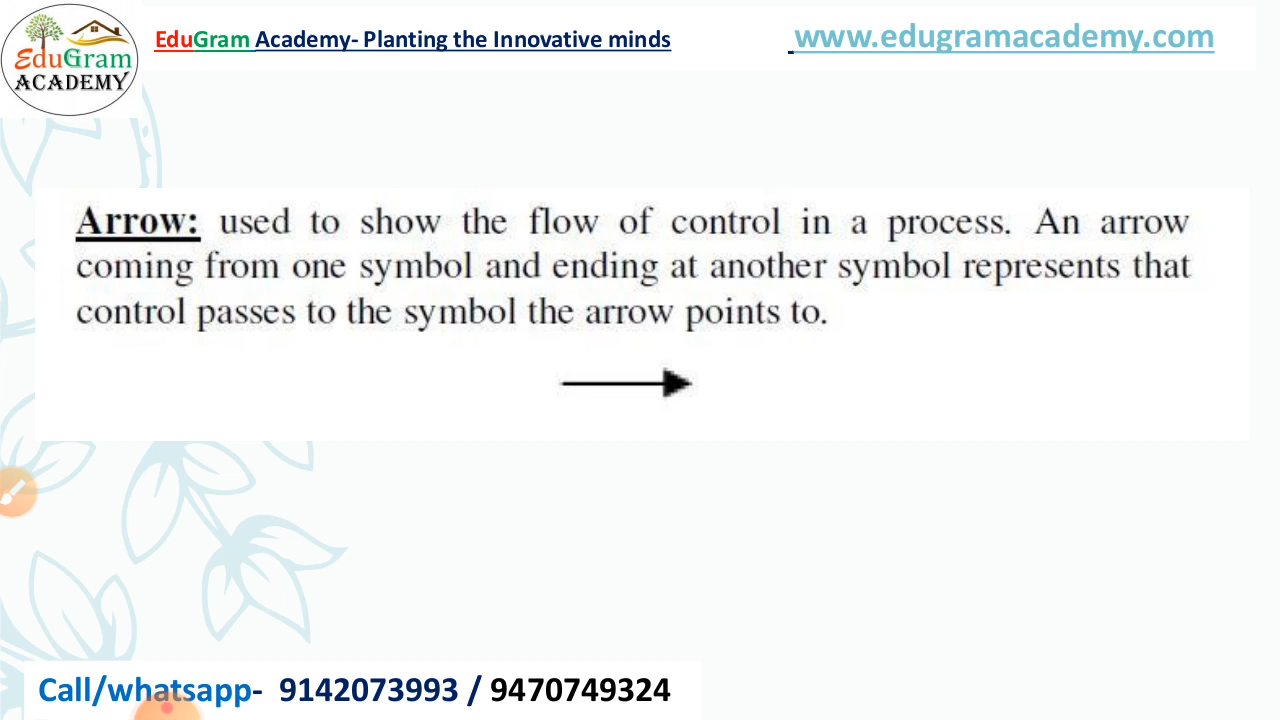 EduGram
ACADEMY
EduGram Academy- Planting the Innovative minds www.edugramacademy.com
Arrow: used to show the flow of control in a process. An arrow
coming from one symbol and ending at another symbol represents that
control passes to the symbol the arrow points to.
Call/whatsapp- 9142073993 / 9470749324